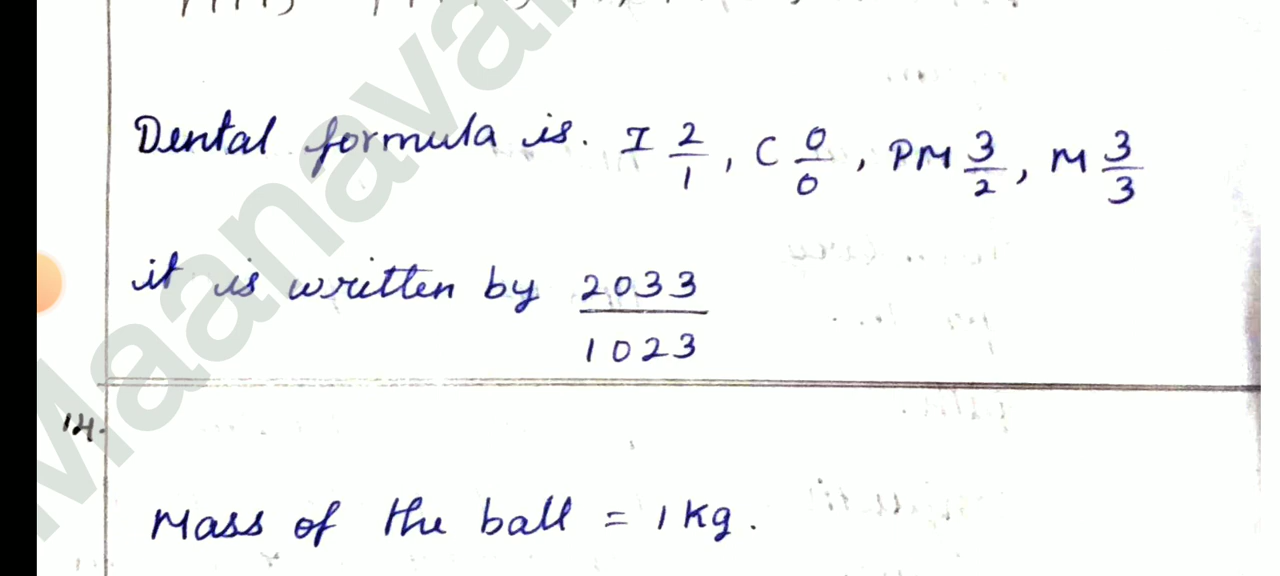 Dental formula is. I 2/1, C 0/0, PM 3/2, M 3/3
it is written by 2033/1023
14.
Mass of the ball = 1 kg.
Maanava